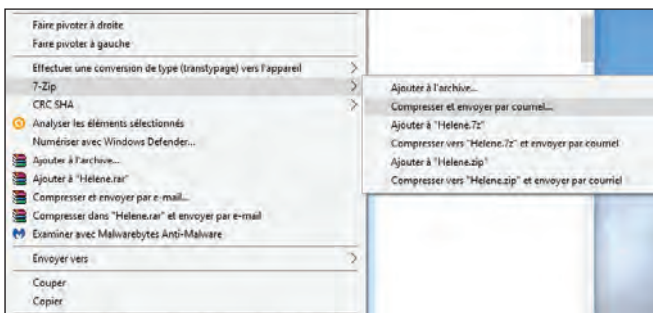 Faire pivoter à droite
Faire pivoter à gauche
Effectuer une conversion de type (transtypage) vers l'appareil
7-Zip
CRC SHA
Analyser les éléments sélectionnés
Numériser avec Windows Defender...
Ajouter à l'archive...
Ajouter à "Helene.rar"
Compresser et envoyer par e-mail...
Compresser dans "Helene.rar" et envoyer par e-mail
Examiner avec Malwarebytes Anti-Malware
Envoyer vers
Couper
Copier
Ajouter à l'archive...
Compresser et envoyer par courriel...
Ajouter à "Helene.7z"
Compresser vers "Helene.7z" et envoyer par courriel
Ajouter à "Helene.zip"
Compresser vers "Helene.zip" et envoyer par courriel